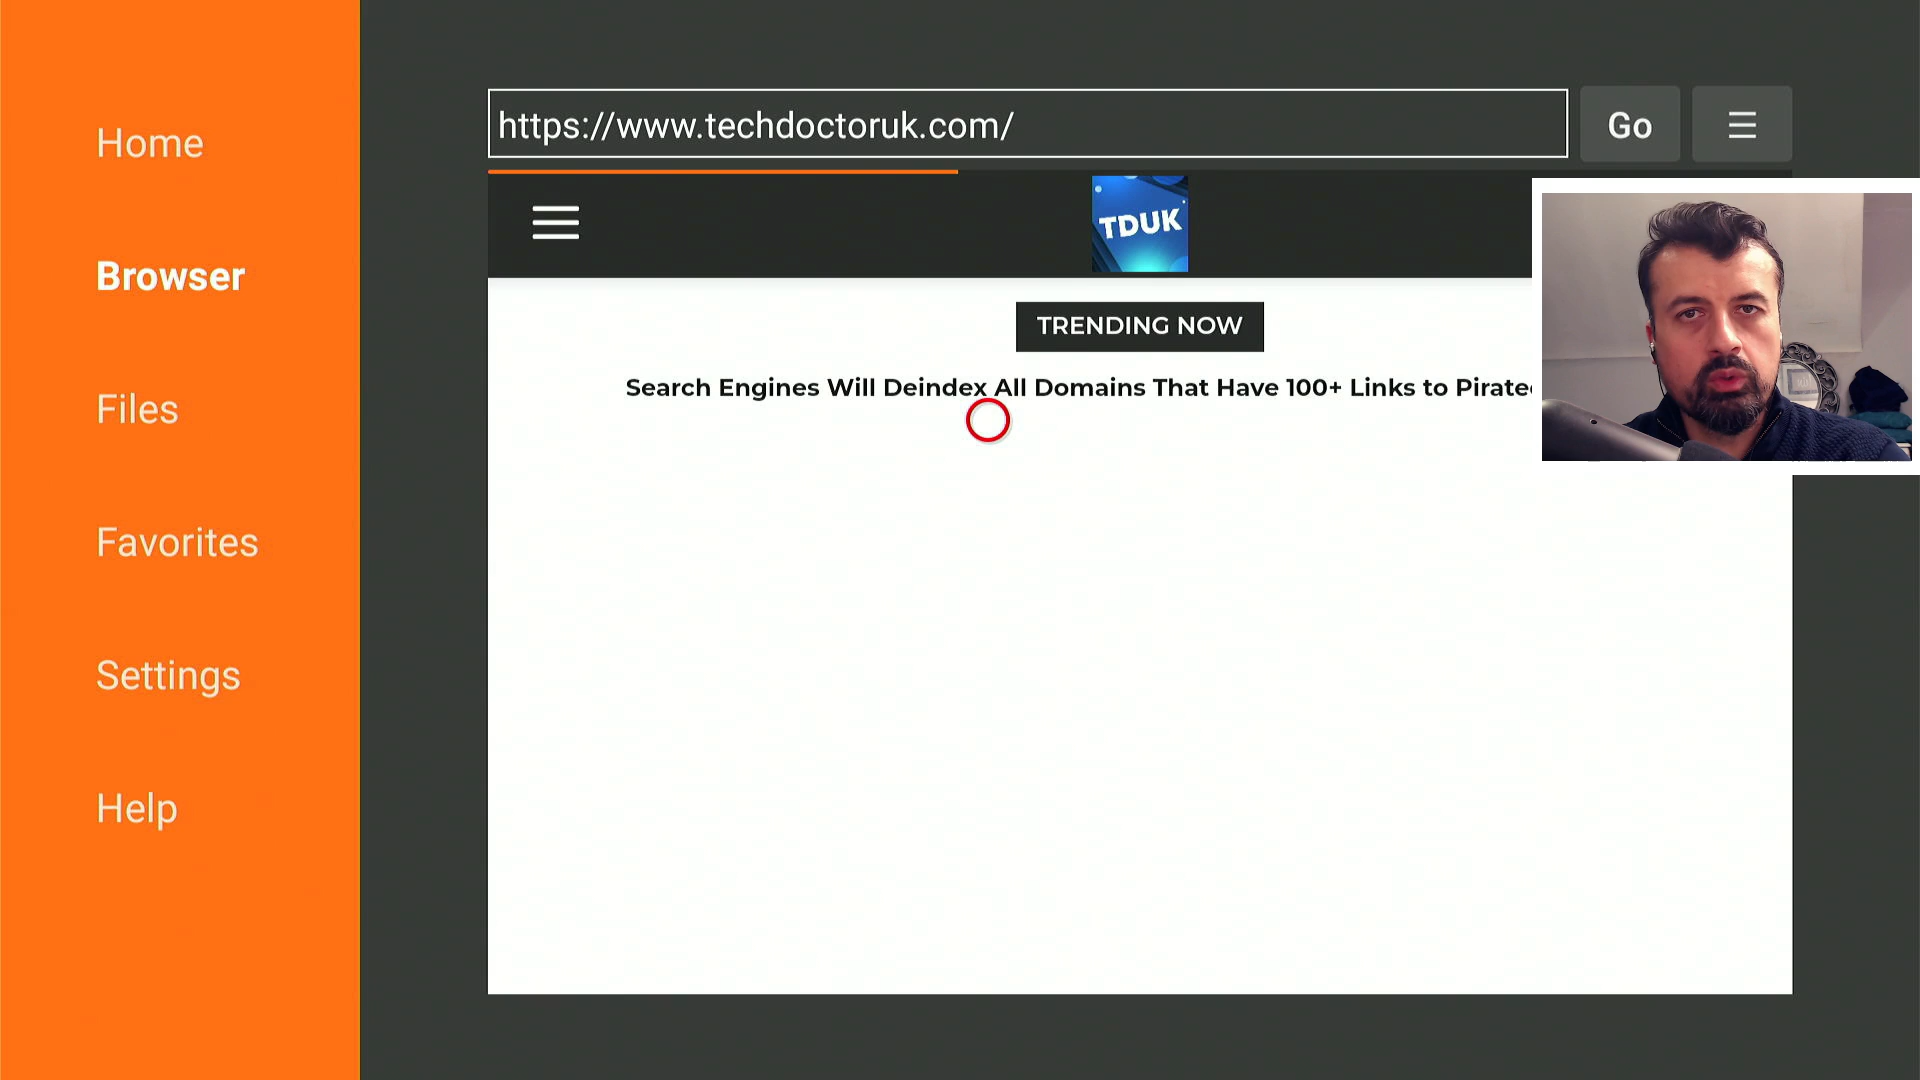 Home
Browser
Files
Favorites
Settings
Help
https://www.techdoctoruk.com/
Go
TDUK
TRENDING NOW
Search Engines Will Deindex All Domains That Have 100+ Links to